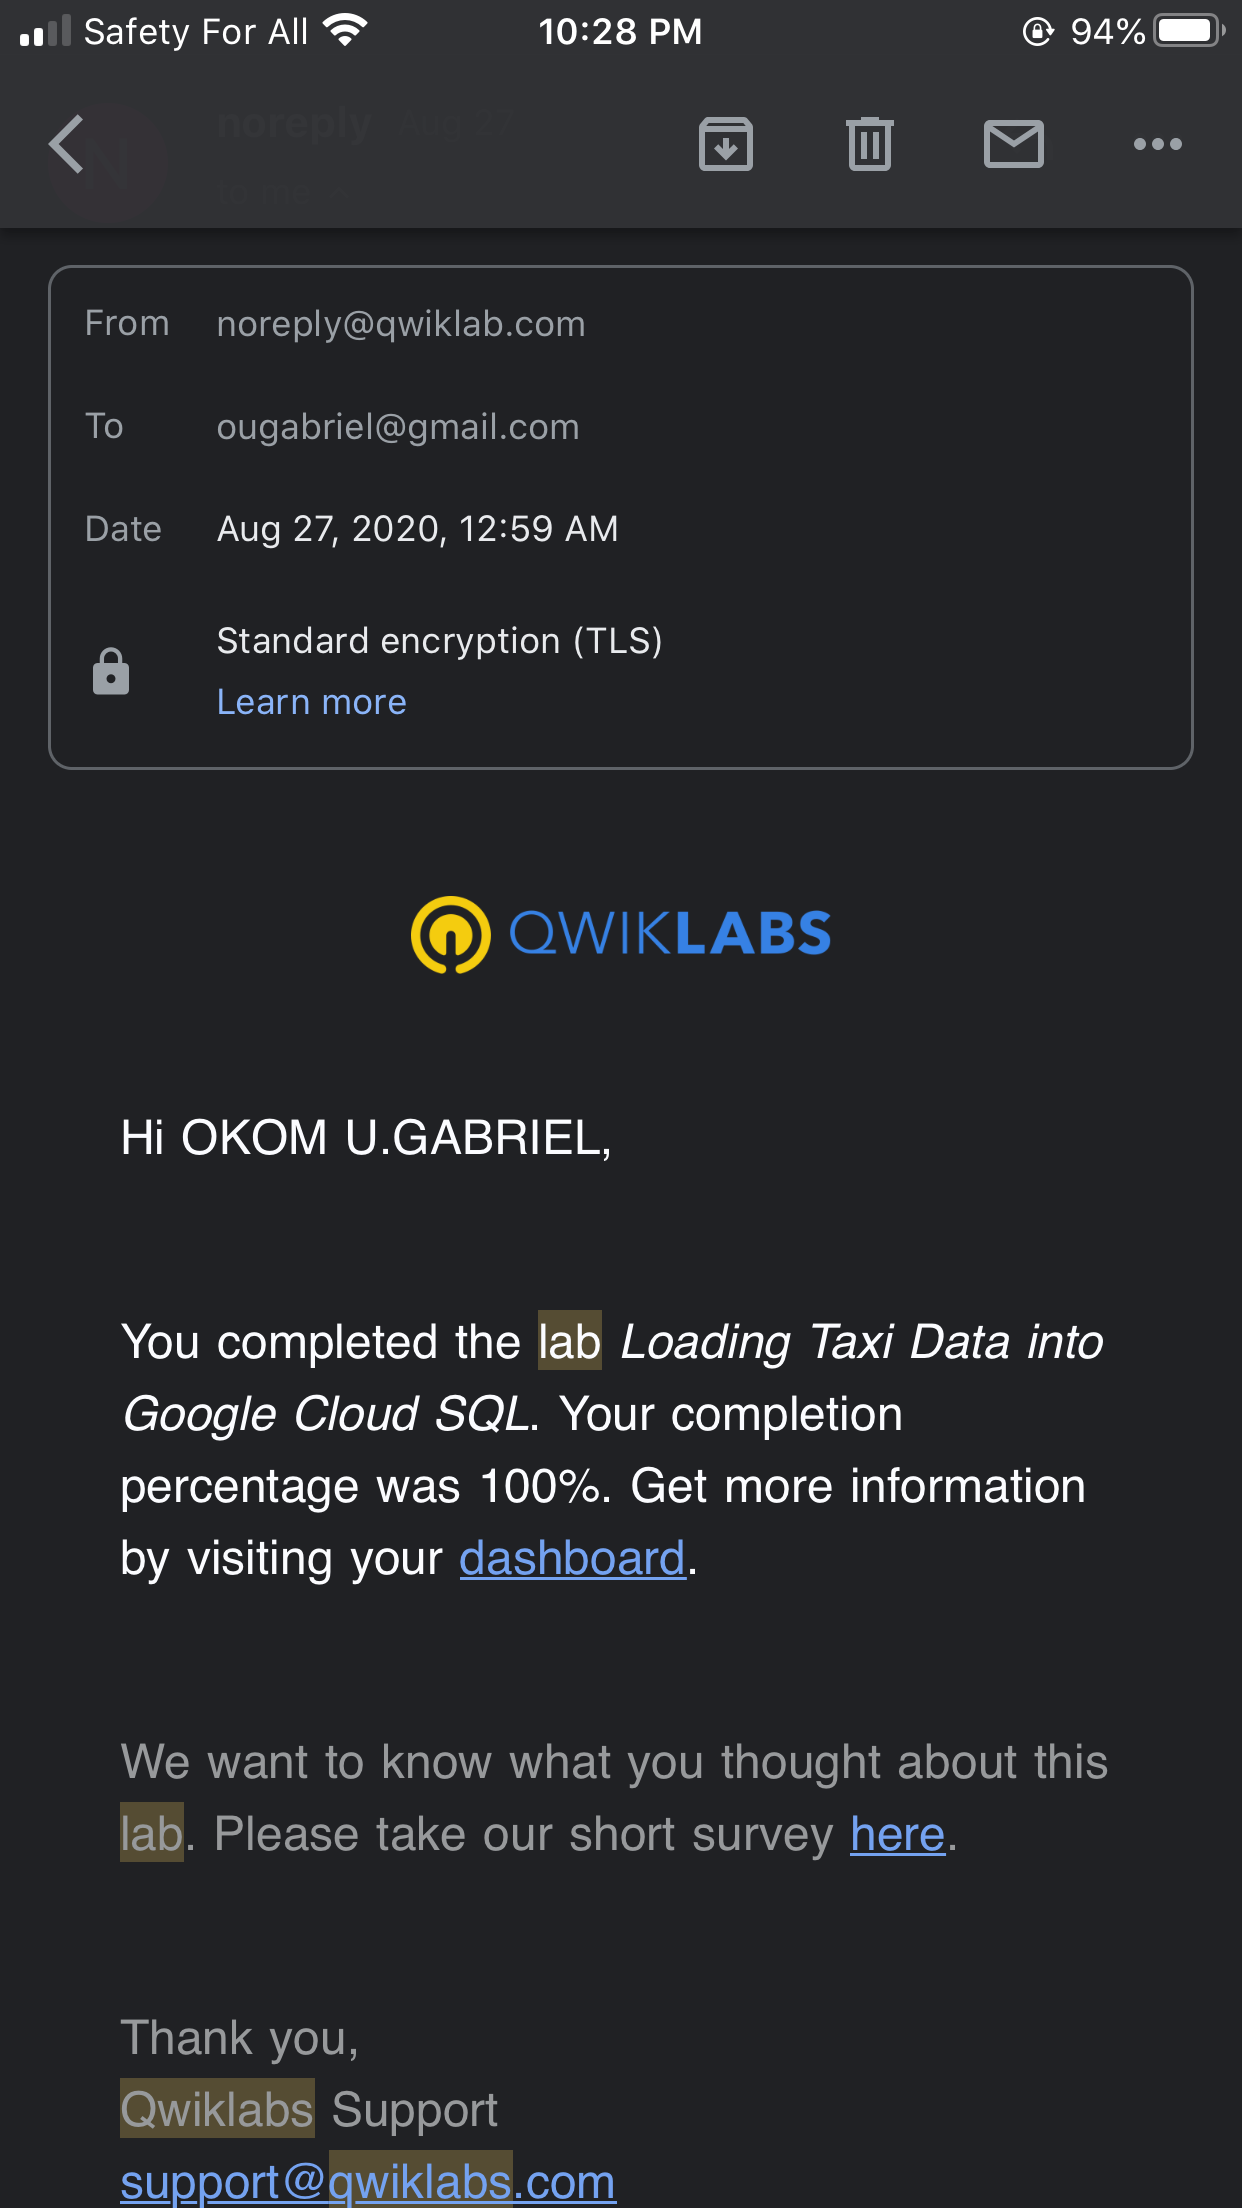 Safety For All 10:28 PM 94%
noreply Aug 27
to me
N
From noreply@qwiklab.com
To ougabriel@gmail.com
Date Aug 27, 2020, 12:59 AM
Standard encryption (TLS)
Learn more
QWIKLABS
Hi OKOM U.GABRIEL,
You completed the lab Loading Taxi Data into
Google Cloud SQL. Your completion
percentage was 100%. Get more information
by visiting your dashboard.
We want to know what you thought about this
lab. Please take our short survey here.
Thank you,
Qwiklabs Support
support@qwiklabs.com